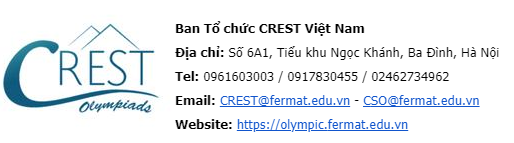 CREST
Olympiads
Ban Tổ chức CREST Việt Nam
Địa chỉ: Số 6A1, Tiểu khu Ngọc Khánh, Ba Đình, Hà Nội
Tel: 0961603003 / 0917830455 / 02462734962
Email: CREST@fermat.edu.vn - CSO@fermat.edu.vn
Website: https://olympic.fermat.edu.vn